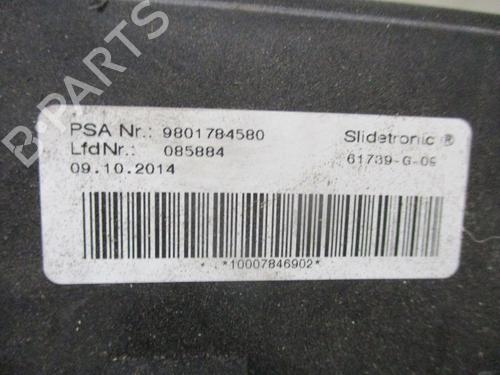 PSA Nr.: 9801784580
Slidetronic ®
LfdNr.: 085884
61739-G-09
09.10.2014
*10007846902*
B-PARTS